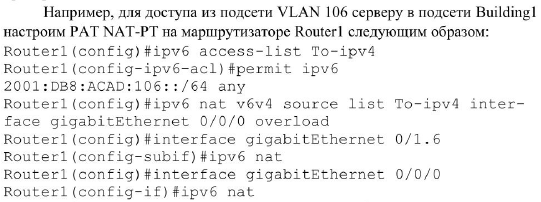 Например, для доступа из подсети VLAN 106 серверу в подсети Building1
настроим PAT NAT-PT на маршрутизаторе Router1 следующим образом:
Router1(config)#ipv6 access-list To-ipv4
Router1(config-ipv6-acl)#permit ipv6
2001:DB8:ACAD:106::/64 any
Router1(config)#ipv6 nat v6v4 source list To-ipv4 inter-
face gigabitEthernet 0/0/0 overload
Router1(config)#interface gigabitEthernet 0/1.6
Router1(config-subif)#ipv6 nat
Router1(config)#interface gigabitEthernet 0/0/0
Router1(config-if)#ipv6 nat